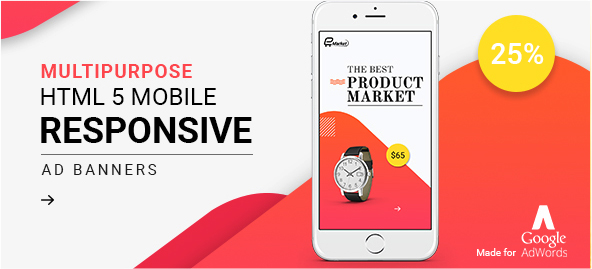 MULTIPURPOSE
HTML 5 MOBILE
RESPONSIVE
AD BANNERS
Market
THE BEST
PRODUCT
MARKET
$65
25%
Made for
Google
AdWords